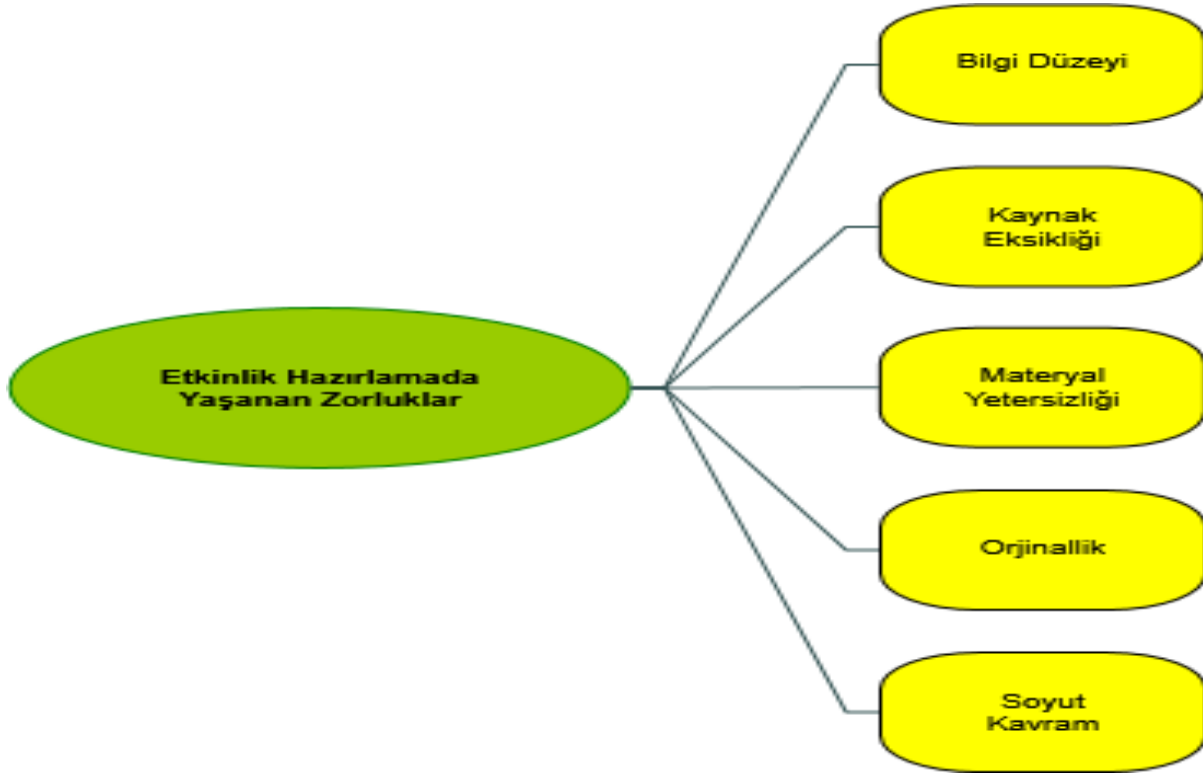 Bilgi Düzeyi
Kaynak
Eksikliği
Etkinlik Hazırlamada
Yaşanan Zorluklar
Materyal
Yetersizliği
Orjinallik
Soyut
Kavram